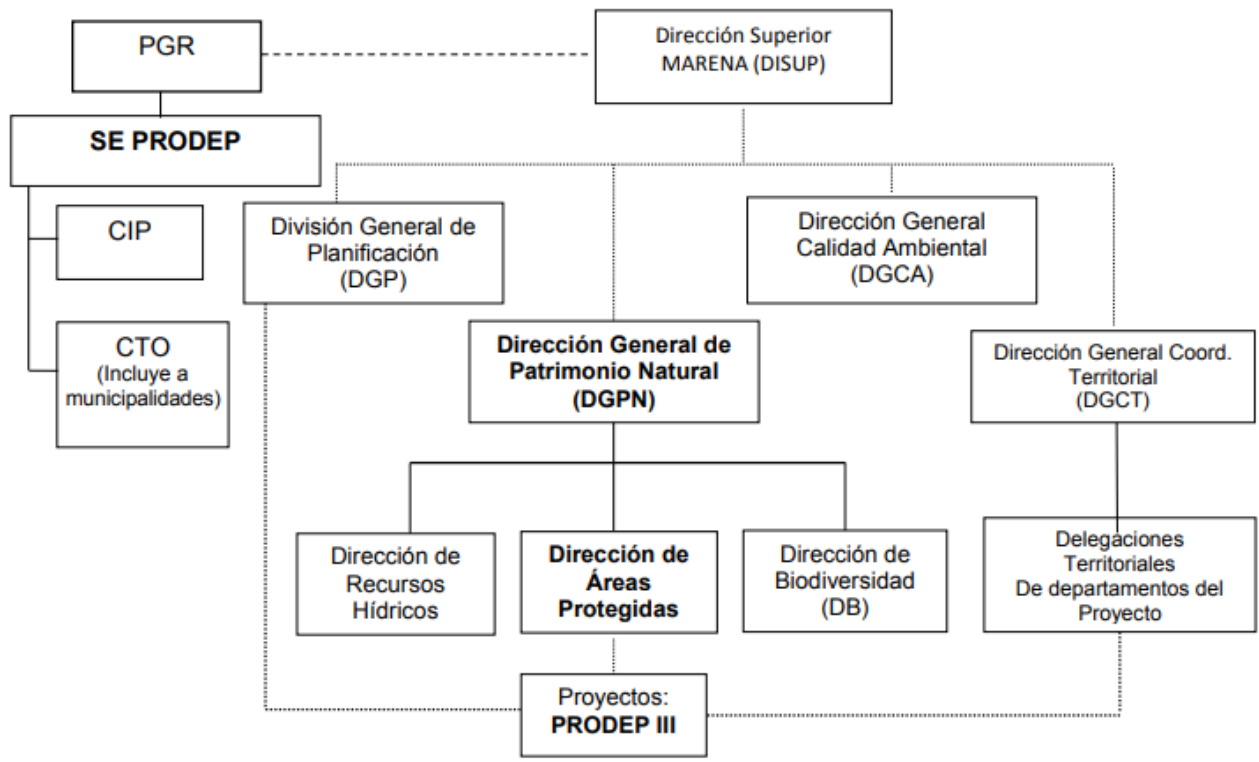 PGR
Dirección Superior
MARENA (DISUP)
SE PRODEP
CIP
División General de
Planificación
(DGP)
Dirección General
Calidad Ambiental
(DGCA)
CTO
(Incluye a
municipalidades)
Dirección General de
Patrimonio Natural
(DGPN)
Dirección General Coord.
Territorial
(DGCT)
Dirección de
Recursos
Hídricos
Dirección de
Áreas
Protegidas
Dirección de
Biodiversidad
(DB)
Delegaciones
Territoriales
De departamentos del
Proyecto
Proyectos:
PRODEP III